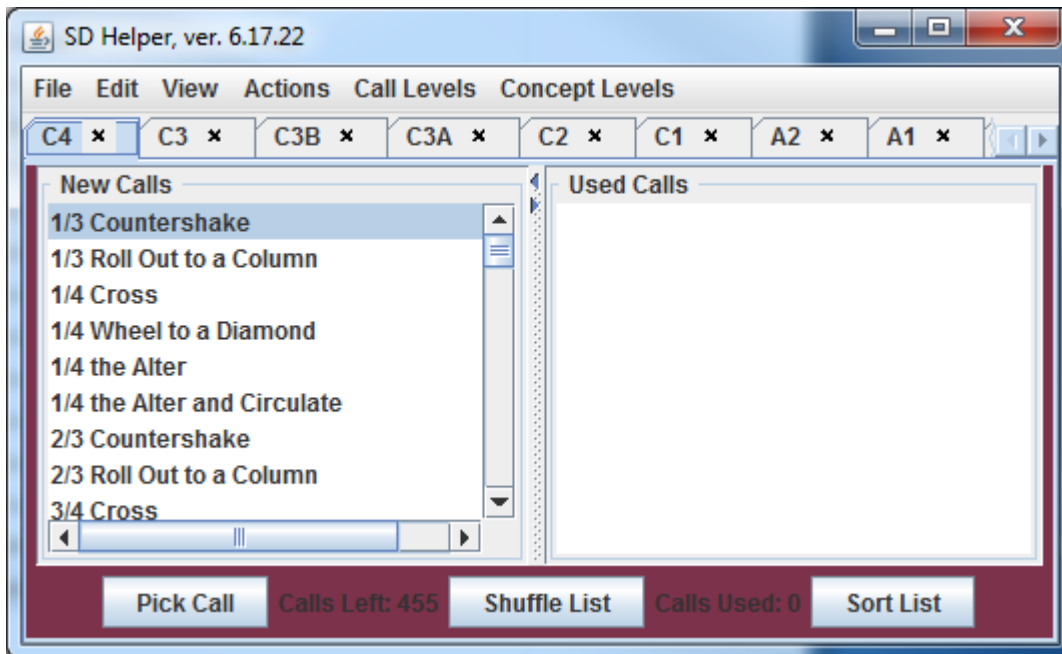 SD Helper, ver. 6.17.22
File Edit View Actions Call Levels Concept Levels
C4 C3 C3B C3A C2 C1 A2 A1
New Calls
1/3 Countershake
1/3 Roll Out to a Column
1/4 Cross
1/4 Wheel to a Diamond
1/4 the Alter
1/4 the Alter and Circulate
2/3 Countershake
2/3 Roll Out to a Column
3/4 Cross
Used Calls
Pick Call Calls Left: 455 Shuffle List Calls Used: 0 Sort List